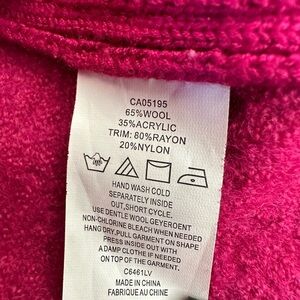 CA05195
65%WOOL
35%ACRYLIC
TRIM: 80%RAYON
20%NYLON
HAND WASH COLD
SEPARATELY INSIDE
OUT,SHORT CYCLE.
USE DENTLE WOOL GEYERDENT
NON-CHLORINE BLEACH WHEN NEEDED
HANG DRY,PULL GARMENT ON SHAPE
PRESS INSIDE OUT WITH
A DAMP CLOTHE IF NEEDED
ON TOP OF THE GARMENT.
C6461LV
MADE IN CHINA
FABRIQUE AU CHINE